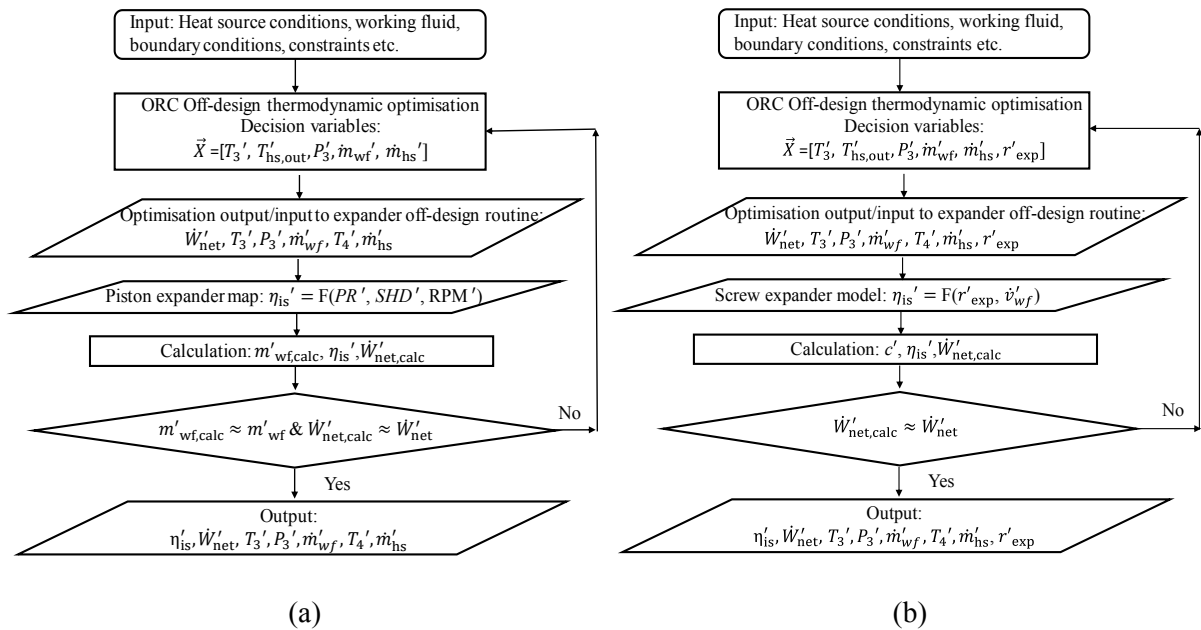 Input: Heat source conditions, working fluid,
boundary conditions, constraints etc.
ORC Off-design thermodynamic optimisation
Decision variables:
X⃗ =[T₃′, T′hs,out, P₃′, ṁwf′, ṁhs′]
Optimisation output/input to expander off-design routine:
Ẇ′net, T₃′, P₃′, ṁ′wf, T₄′, ṁ′hs
Piston expander map: ηis′ = F(PR′, SHD′, RPM′)
Calculation: m′wf,calc, ηis′, Ẇ′net,calc
m′wf,calc ≈ m′wf & Ẇ′net,calc ≈ Ẇ′net
No
Yes
Output:
η′is, Ẇ′net, T₃′, P₃′, ṁ′wf, T₄′, ṁ′hs
(a)
Input: Heat source conditions, working fluid,
boundary conditions, constraints etc.
ORC Off-design thermodynamic optimisation
Decision variables:
X⃗ =[T′₃, T′hs,out, P₃′, ṁ′wf, ṁ′hs, r′exp]
Optimisation output/input to expander off-design routine:
Ẇ′net, T₃′, P₃′, ṁ′wf, T₄′, ṁ′hs, r′exp
Screw expander model: ηis′ = F(r′exp, v̇′wf)
Calculation: c′, ηis′, Ẇ′net,calc
Ẇ′net,calc ≈ Ẇ′net
No
Yes
Output:
η′is, Ẇ′net, T₃′, P₃′, ṁ′wf, T₄′, ṁ′hs, r′exp
(b)